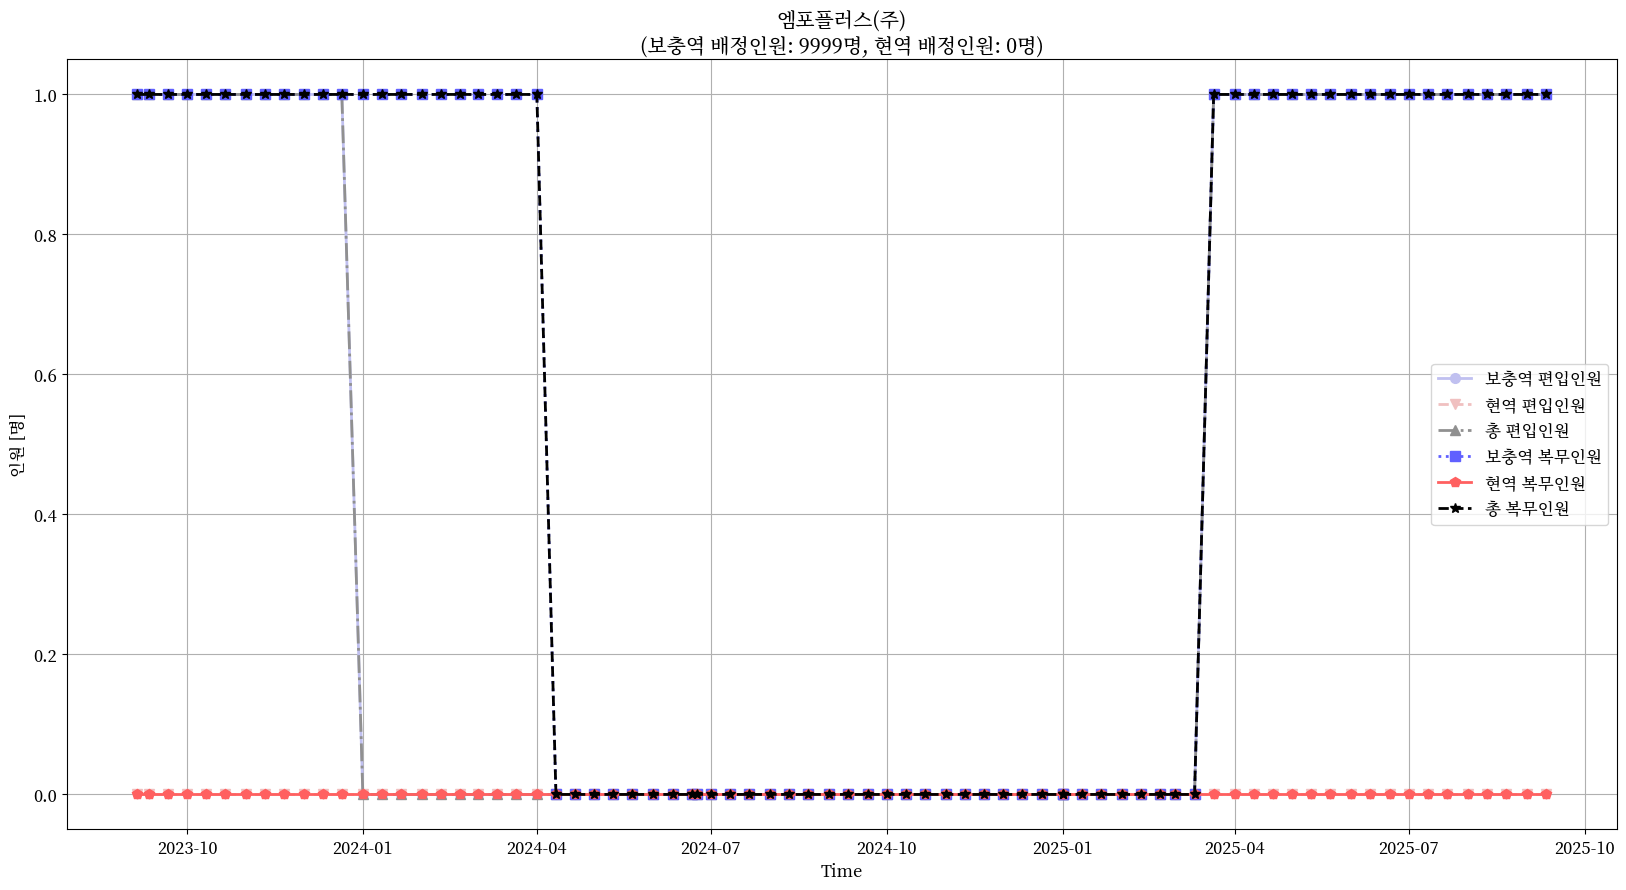 엠포플러스(주)
(보충역 배정인원: 9999명, 현역 배정인원: 0명)
인원 [명]
1.0
0.8
0.6
0.4
0.2
0.0
보충역 편입인원
현역 편입인원
총 편입인원
보충역 복무인원
현역 복무인원
총 복무인원
2023-10
2024-01
2024-04
2024-07
2024-10
2025-01
2025-04
2025-07
2025-10
Time